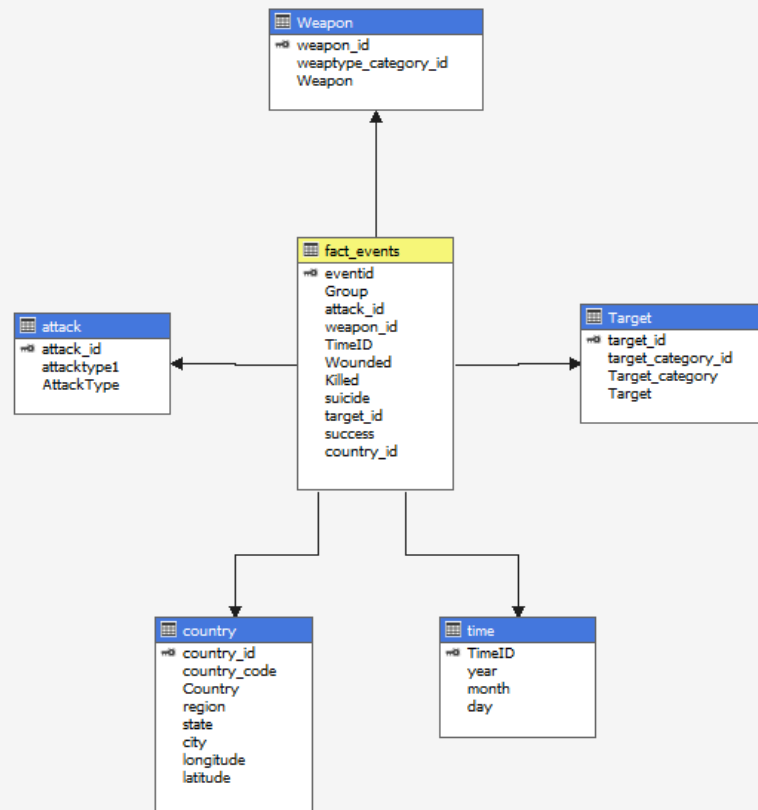 Weapon
weapon_id
weaptype_category_id
Weapon
fact_events
eventid
Group
attack_id
weapon_id
TimeID
Wounded
Killed
suicide
target_id
success
country_id
attack
attack_id
attacktype1
AttackType
Target
target_id
target_category_id
Target_category
Target
country
country_id
country_code
Country
region
state
city
longitude
latitude
time
TimeID
year
month
day